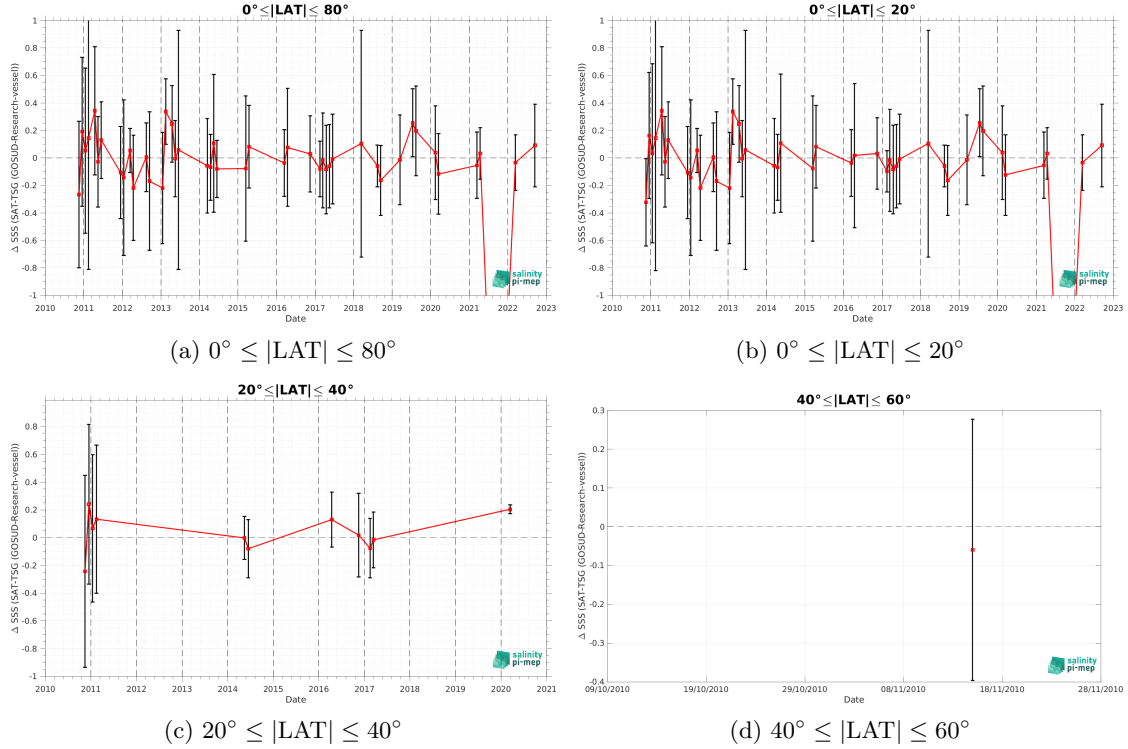 0°≤|LAT|≤ 80°
Δ SSS (SAT-TSG (GOSUD-Research-vessel))
1
0.8
0.6
0.4
0.2
0
-0.2
-0.4
-0.6
-0.8
-1
2010 2011 2012 2013 2014 2015 2016 2017 2018 2019 2020 2021 2022 2023
Date
salinity
pi-mep
(a) 0° ≤ |LAT| ≤ 80°
0°≤|LAT|≤ 20°
Δ SSS (SAT-TSG (GOSUD-Research-vessel))
1
0.8
0.6
0.4
0.2
0
-0.2
-0.4
-0.6
-0.8
-1
2010 2011 2012 2013 2014 2015 2016 2017 2018 2019 2020 2021 2022 2023
Date
salinity
pi-mep
(b) 0° ≤ |LAT| ≤ 20°
20°≤|LAT|≤ 40°
Δ SSS (SAT-TSG (GOSUD-Research-vessel))
0.8
0.6
0.4
0.2
0
-0.2
-0.4
-0.6
-0.8
-1
2010 2011 2012 2013 2014 2015 2016 2017 2018 2019 2020 2021
Date
salinity
pi-mep
(c) 20° ≤ |LAT| ≤ 40°
40°≤|LAT|≤ 60°
Δ SSS (SAT-TSG (GOSUD-Research-vessel))
0.3
0.2
0.1
0
-0.1
-0.2
-0.3
-0.4
09/10/2010 19/10/2010 29/10/2010 08/11/2010 18/11/2010 28/11/2010
Date
salinity
pi-mep
(d) 40° ≤ |LAT| ≤ 60°